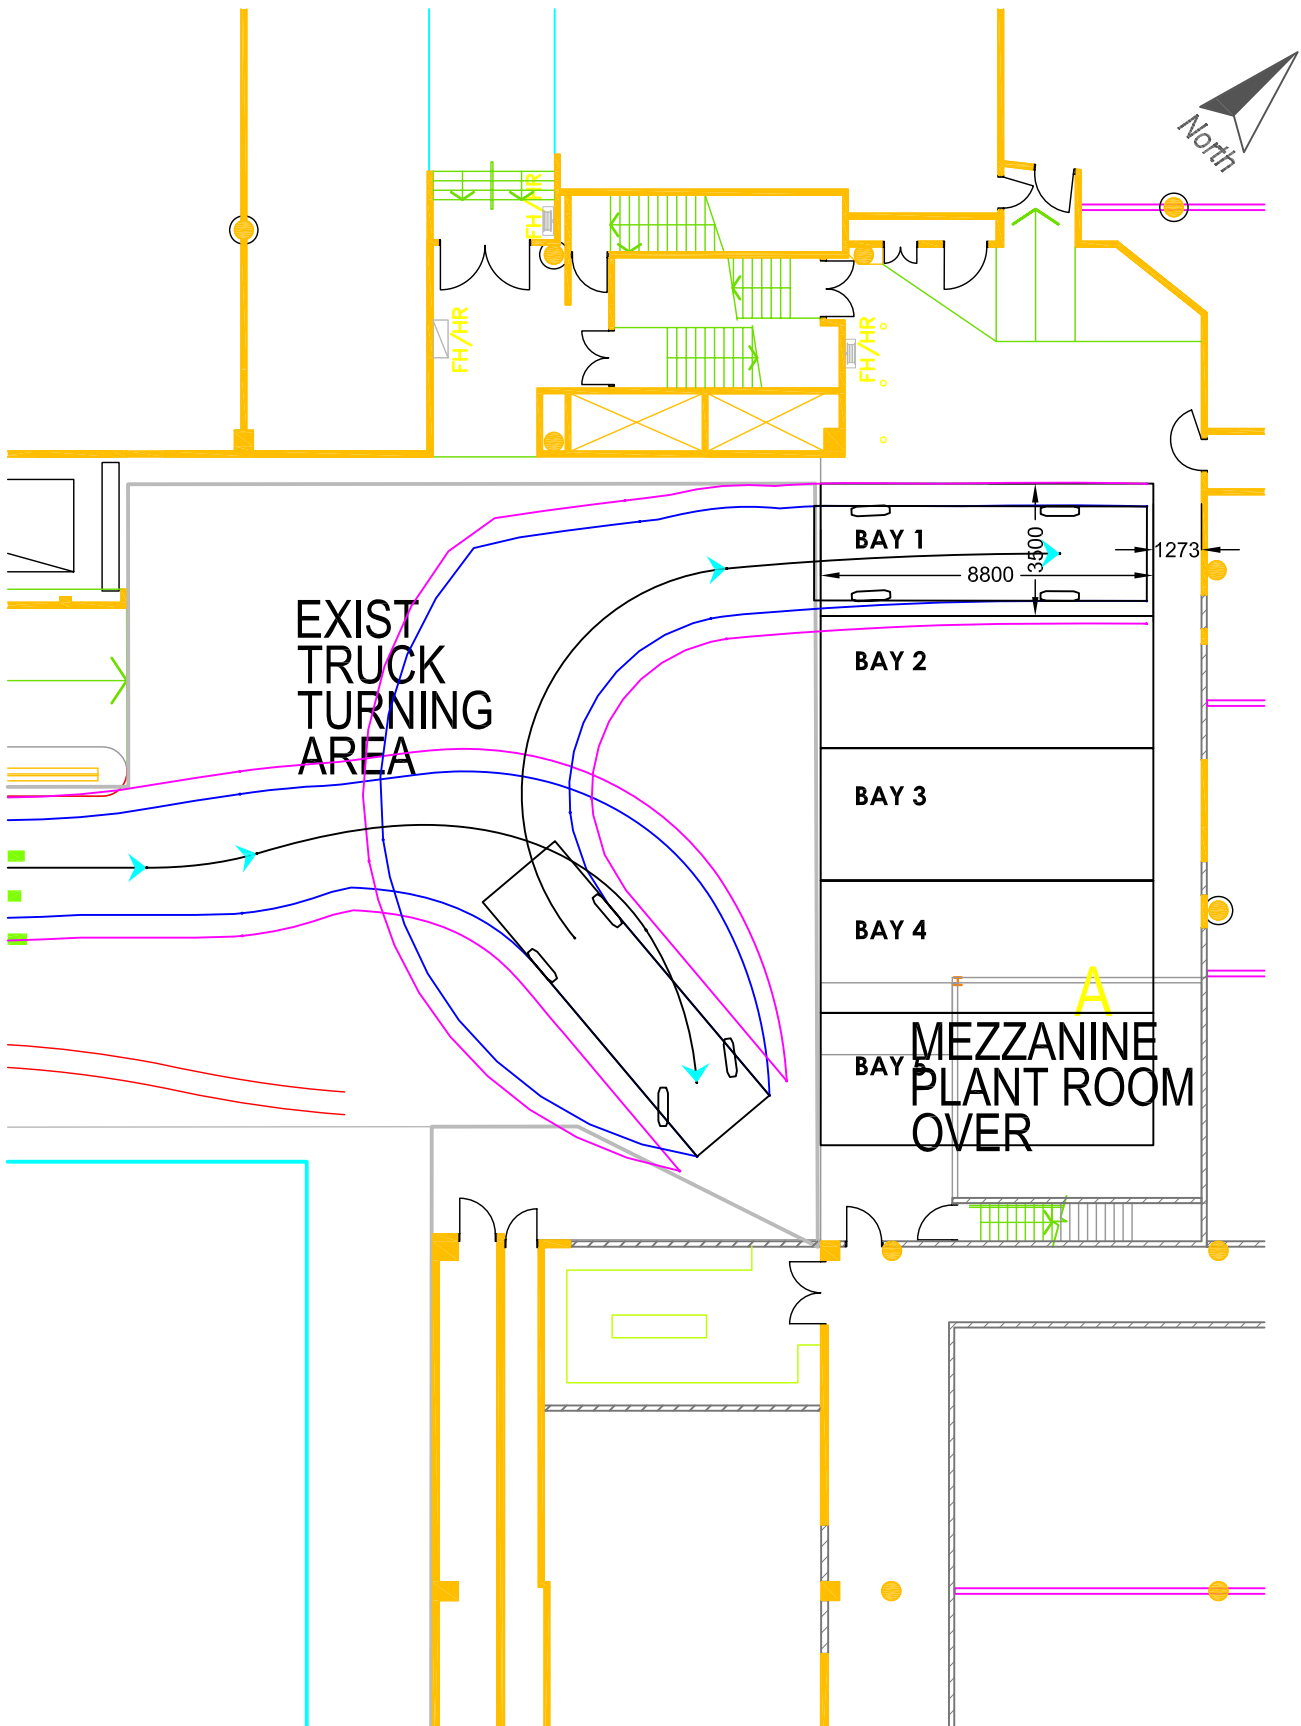 North
FH/HR
FH/HR
FH/HR
BAY 1
3500
1273
8800
EXIST
TRUCK
TURNING
AREA
BAY 2
BAY 3
BAY 4
H
A
MEZZANINE
BAY 5
PLANT ROOM
OVER